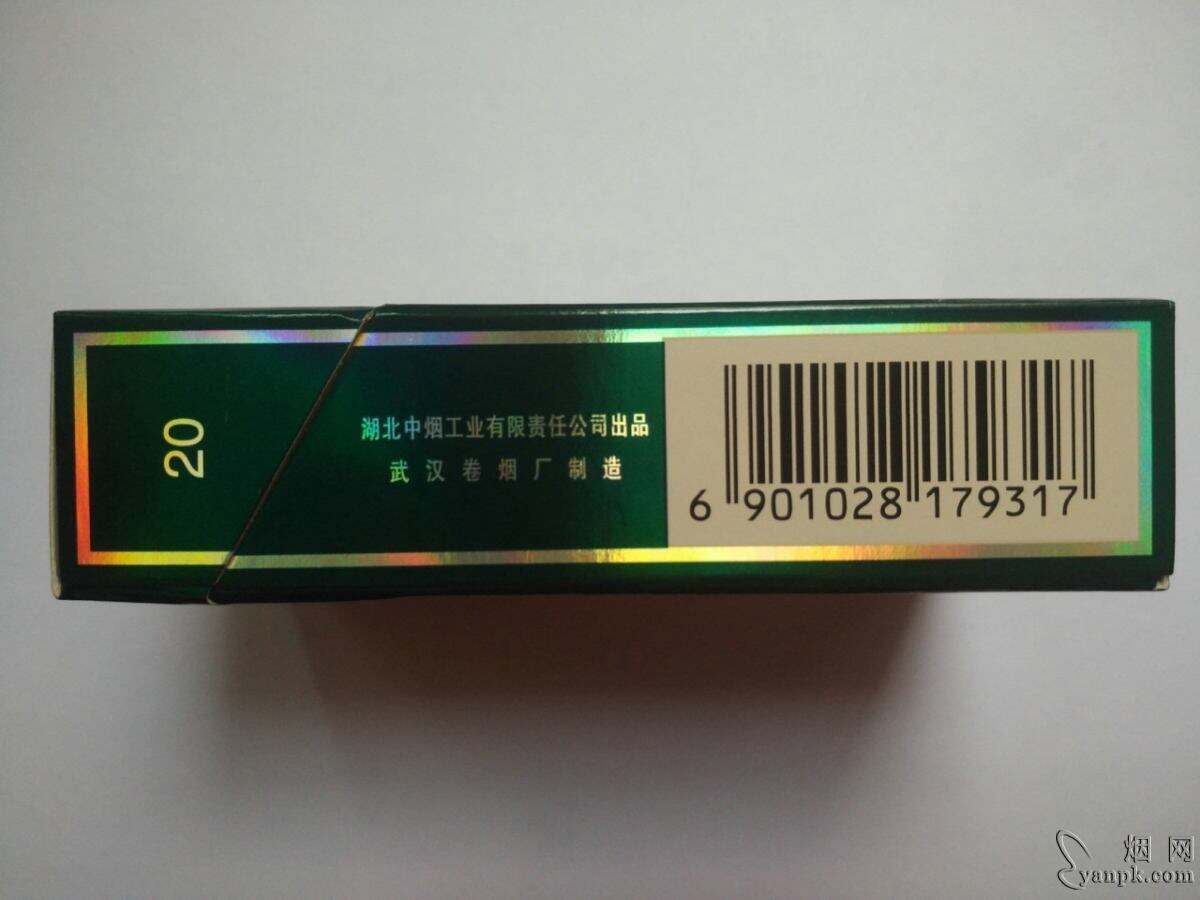 20
湖北中烟工业有限责任公司出品
武汉卷烟厂制造
6 901028 179317
烟网
yanpk.com